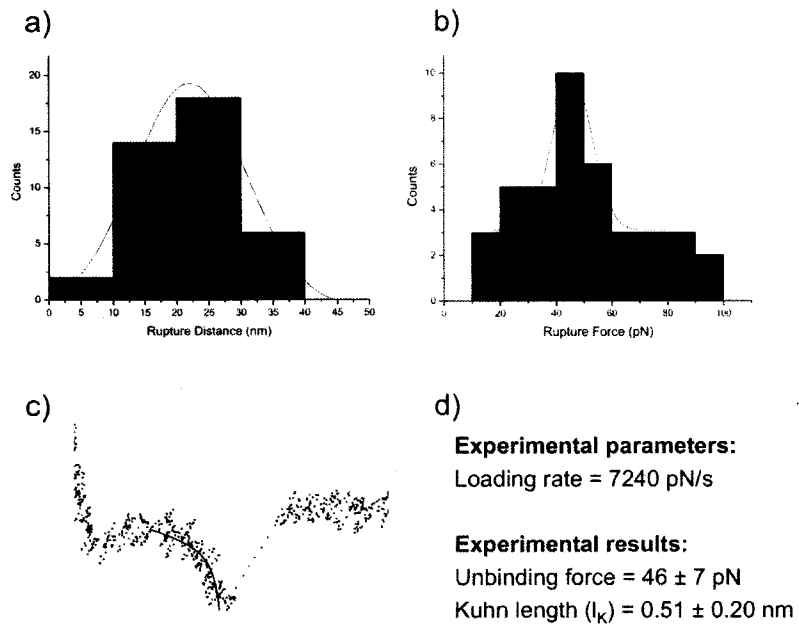 a)
20
15
10
5
0
Counts
0 5 10 15 20 25 30 35 40 45 50
Rupture Distance (nm)
b)
10
8
6
4
2
0
Counts
20 40 60 80 100
Rupture Force (pN)
c)
d)
Experimental parameters:
Loading rate = 7240 pN/s
Experimental results:
Unbinding force = 46 ± 7 pN
Kuhn length (lK) = 0.51 ± 0.20 nm